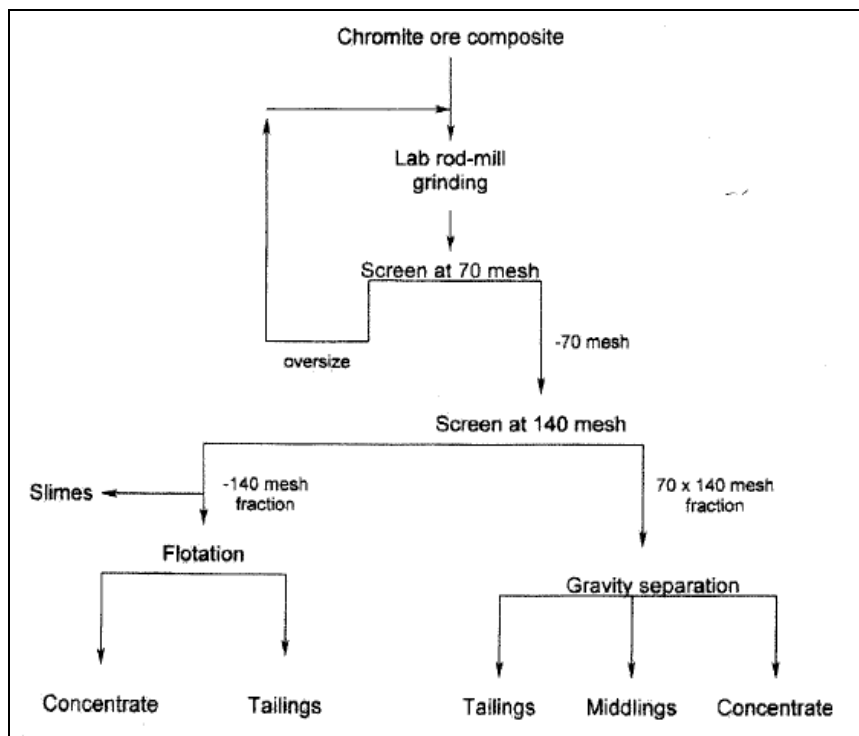 Chromite ore composite
Lab rod-mill
grinding
Screen at 70 mesh
-70 mesh
oversize
Screen at 140 mesh
Slimes
-140 mesh
fraction
70 x 140 mesh
fraction
Flotation
Gravity separation
Concentrate
Tailings
Tailings
Middlings
Concentrate